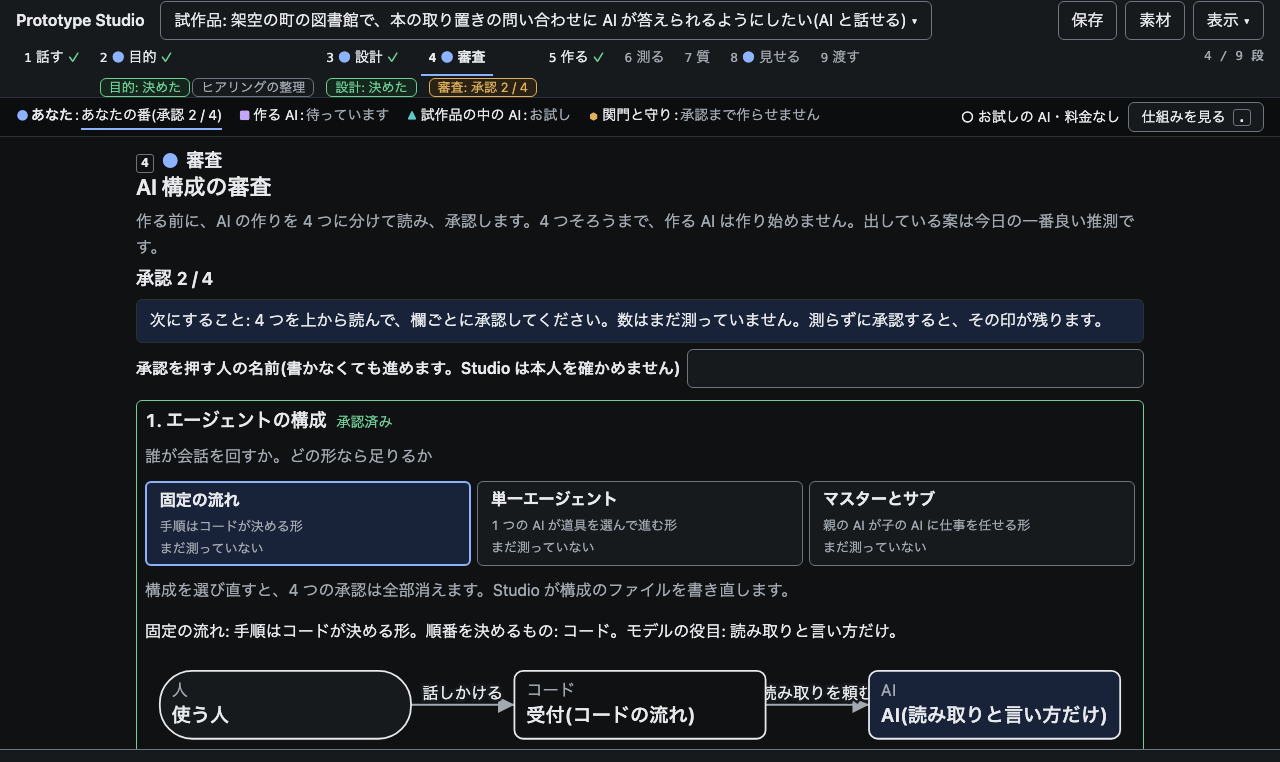 Prototype Studio
試作品: 架空の町の図書館で、本の取り置きの問い合わせに AI が答えられるようにしたい(AI と話せる) ▾
保存
素材
表示 ▾
1 話す ✓
2 目的 ✓
3 設計 ✓
4 審査
5 作る ✓
6 測る
7 質
8 見せる
9 渡す
4 / 9 段
目的: 決めた
ヒアリングの整理
設計: 決めた
審査: 承認 2 / 4
あなた: あなたの番(承認 2 / 4)
作る AI: 待っています
試作品の中の AI: お試し
関門と守り: 承認まで作らせません
お試しの AI・料金なし
仕組みを見る .
4 審査
AI 構成の審査
作る前に、AI の作りを 4 つに分けて読み、承認します。4 つそろうまで、作る AI は作り始めません。出している案は今日の一番良い推測で
す。
承認 2 / 4
次にすること: 4 つを上から読んで、欄ごとに承認してください。数はまだ測っていません。測らずに承認すると、その印が残ります。
承認を押す人の名前(書かなくても進めます。Studio は本人を確かめません)
1. エージェントの構成 承認済み
誰が会話を回すか。どの形なら足りるか
固定の流れ
手順はコードが決める形
まだ測っていない
単一エージェント
1 つの AI が道具を選んで進む形
まだ測っていない
マスターとサブ
親の AI が子の AI に仕事を任せる形
まだ測っていない
構成を選び直すと、4 つの承認は全部消えます。Studio が構成のファイルを書き直します。
固定の流れ: 手順はコードが決める形。順番を決めるもの: コード。モデルの役目: 読み取りと言い方だけ。
人
使う人
話しかける
コード
受付(コードの流れ)
読み取りを頼む
AI
AI(読み取りと言い方だけ)